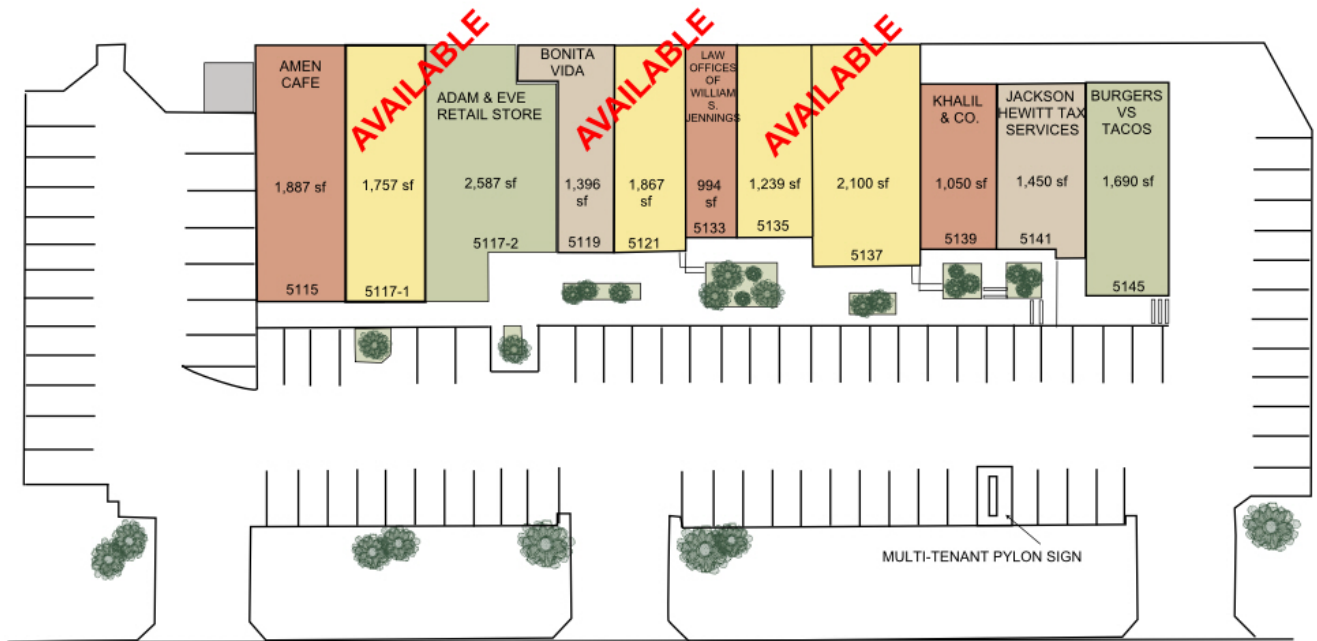 AMEN
CAFE
1,887 sf
5115
AVAILABLE
1,757 sf
5117-1
ADAM & EVE
RETAIL STORE
2,587 sf
5117-2
BONITA
VIDA
1,396
sf
5119
AVAILABLE
1,867
sf
5121
LAW
OFFICES
OF
WILLIAM
S.
JENNINGS
994
sf
5133
AVAILABLE
1,239 sf
5135
2,100 sf
5137
KHALIL
& CO.
1,050 sf
5139
JACKSON
HEWITT TAX
SERVICES
1,450 sf
5141
BURGERS
VS
TACOS
1,690 sf
5145
MULTI-TENANT PYLON SIGN